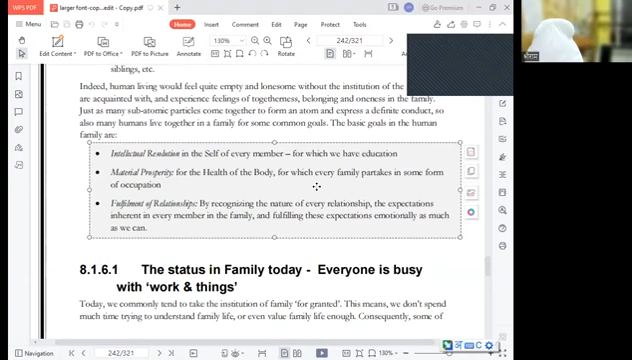 WPS PDF
larger font-cop...edit - Copy.pdf
Go Premium
Menu
Home
Insert
Edit
Page
Protect
Tools
Edit Content
PDF to Office
PDF to Picture
Annotate
130%
Rotate
242/321
श्रीराम
siblings, etc.
Indeed, human living would feel quite empty and lonesome without the institution of the
are acquainted with, and experience feelings of togetherness, belonging and oneness in the family.
Just as many sub-atomic particles come together to form an atom and express a definite conduct, so
also many humans live together in a family for some common goals. The basic goals in the human
family are:
• Intellectual Resolution in the Self of every member – for which we have education
• Material Prosperity: for the Health of the Body, for which every family partakes in some form
of occupation
• Fulfilment of Relationships: By recognizing the nature of every relationship, the expectations
inherent in every member in the family, and fulfilling these expectations emotionally as much
as we can.
8.1.6.1 The status in Family today - Everyone is busy
with ‘work & things’
Today, we commonly tend to take the institution of family ‘for granted’. This means, we don’t spend
much time trying to understand family life, or even value family life enough. Consequently, some of
Navigation
242/321
130%